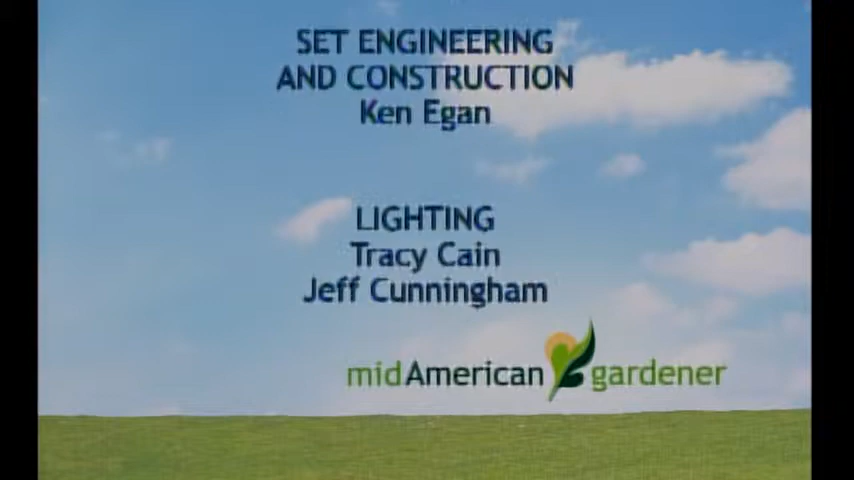 SET ENGINEERING
AND CONSTRUCTION
Ken Egan
LIGHTING
Tracy Cain
Jeff Cunningham
midAmerican gardener